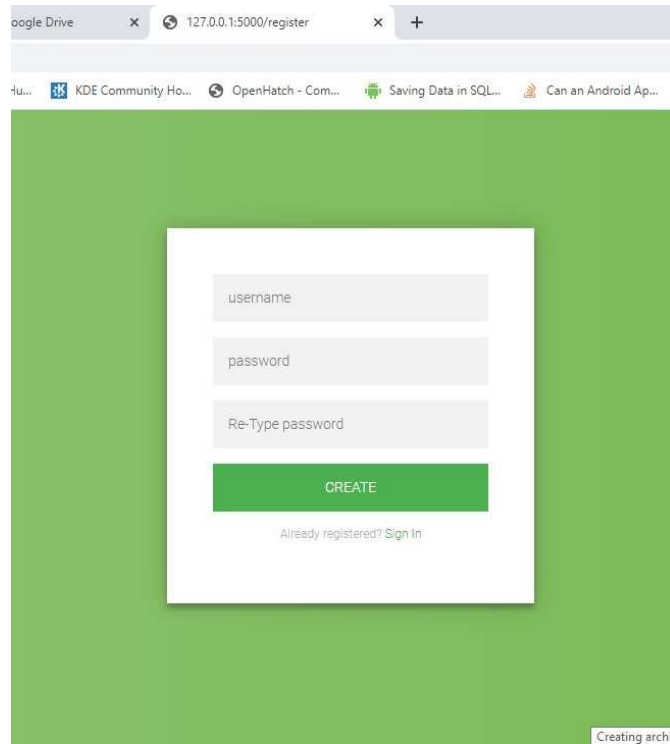 oogle Drive
127.0.0.1:5000/register
Hu... KDE Community Ho... OpenHatch - Com... Saving Data in SQL... Can an Android Ap...
username
password
Re-Type password
CREATE
Already registered? Sign In
Creating arch